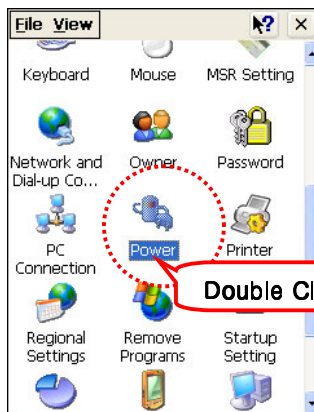 File View
Keyboard Mouse MSR Setting
Network and Owner Password
Dial-up Co...
PC Power Printer
Connection
Double Cl
Regional Remove Startup
Settings Programs Setting